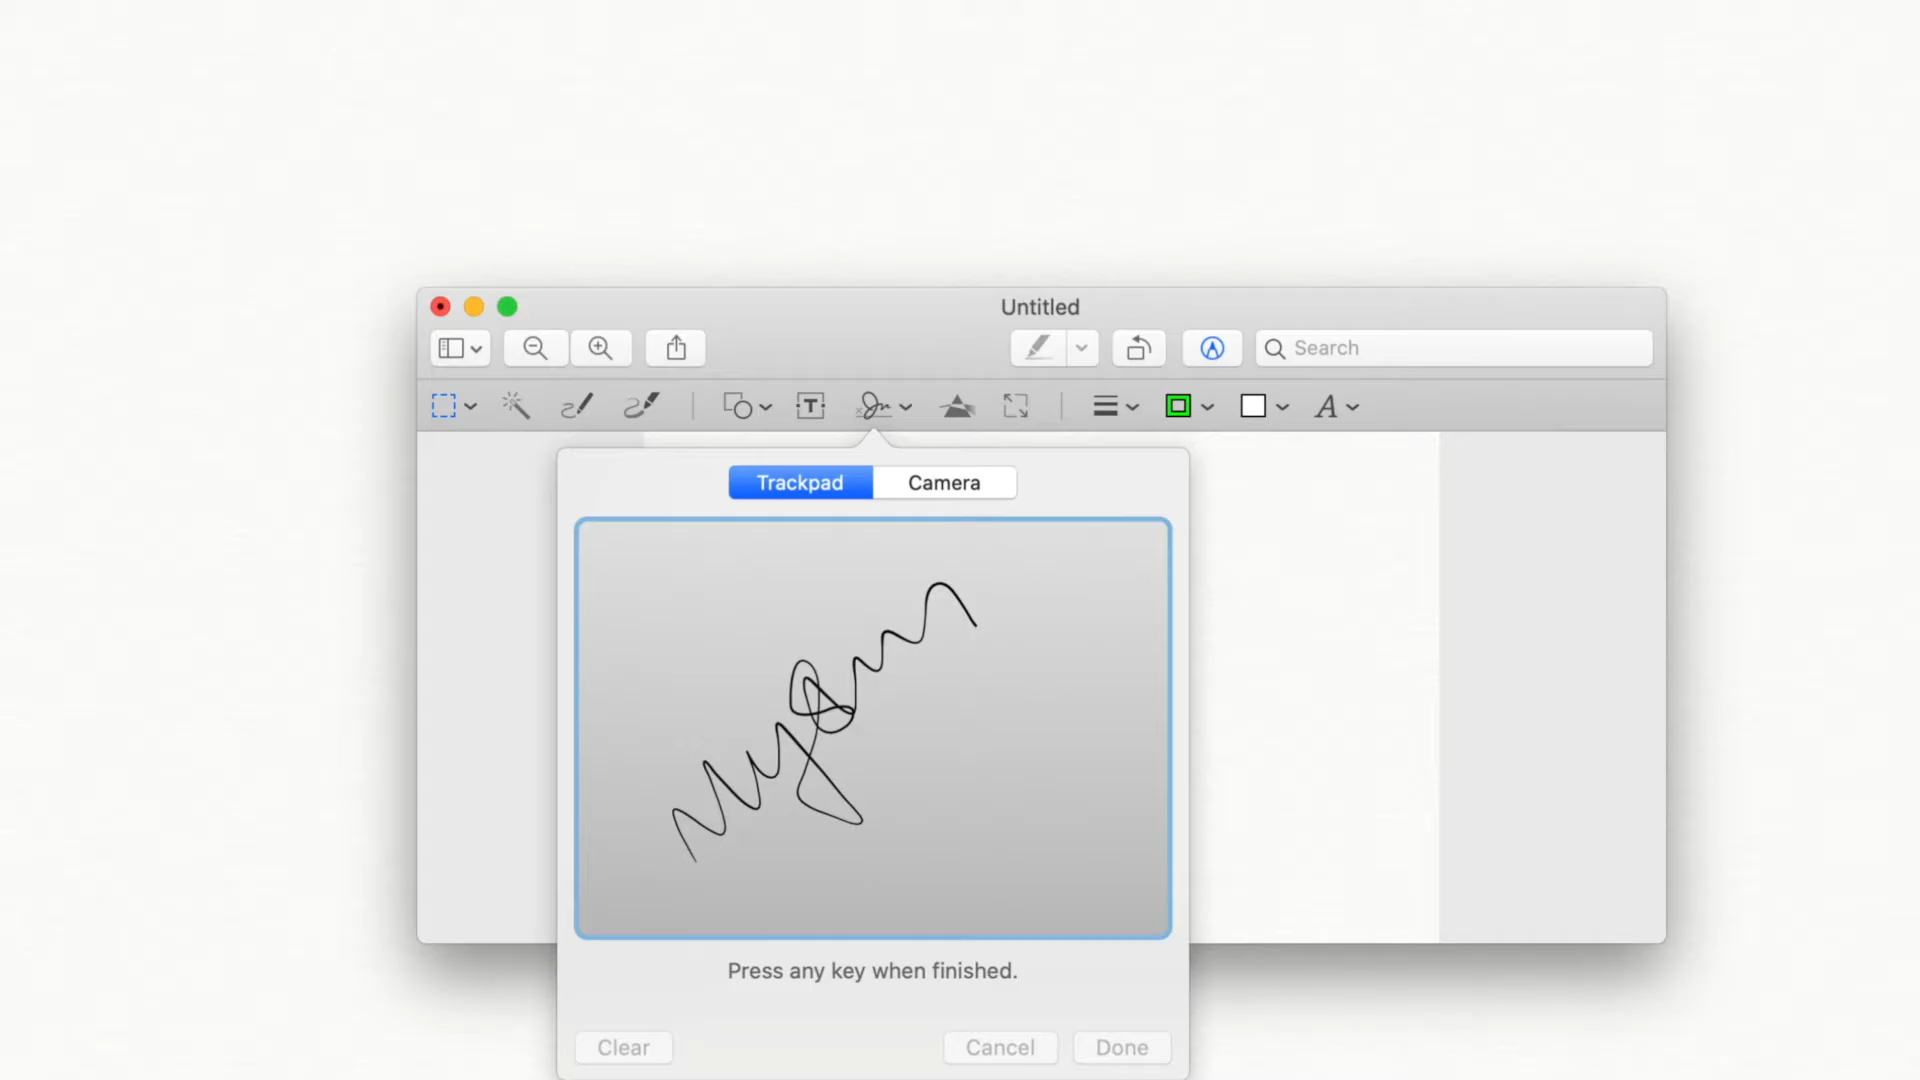 Untitled
Search
Trackpad
Camera
Press any key when finished.
Clear
Cancel
Done